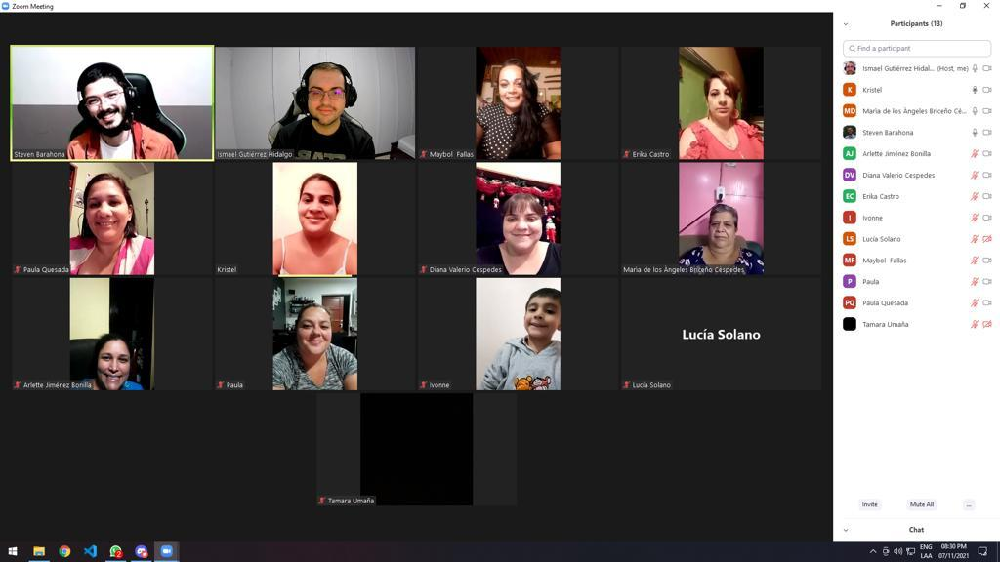 Zoom Meeting
Participants (13)
Find a participant
Steven Barahona
Ismael Gutiérrez Hidalgo
Maybol Fallas
Erika Castro
Paula Quesada
Kristel
Diana Valerio Cespedes
Maria de los Ángeles Briceño Céspedes
Arlette Jiménez Bonilla
Paula
Ivonne
Lucía Solano
Lucía Solano
Tamara Umaña
Ismael Gutiérrez Hidal... (Host, me)
K Kristel
MD Maria de los Ángeles Briceño Cé...
Steven Barahona
AJ Arlette Jiménez Bonilla
DV Diana Valerio Cespedes
EC Erika Castro
I Ivonne
LS Lucía Solano
MF Maybol Fallas
P Paula
PQ Paula Quesada
Tamara Umaña
Invite Mute All ...
Chat
ENG
LAA
08:30 PM
07/11/2021